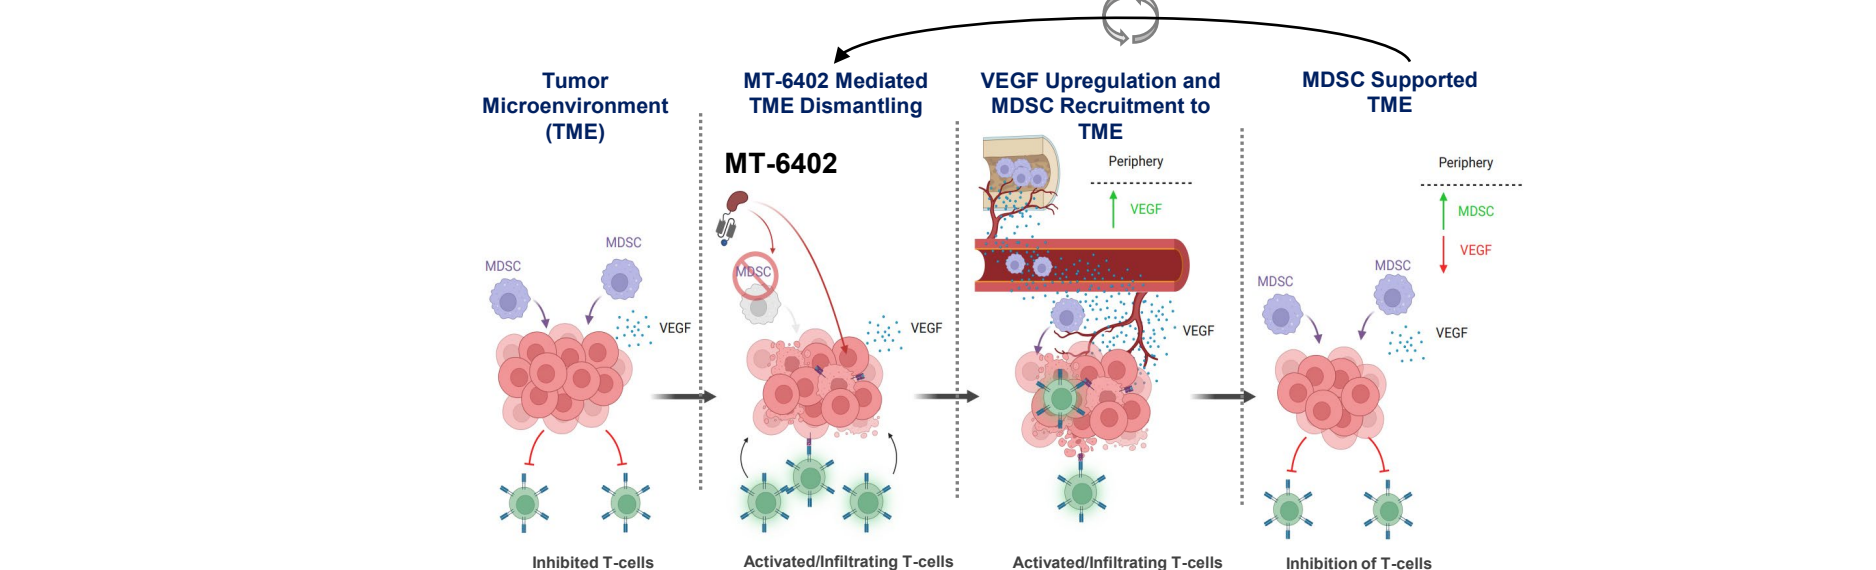 Tumor
Microenvironment
(TME)
MDSC
MDSC
VEGF
Inhibited T-cells
MT-6402 Mediated
TME Dismantling
MT-6402
MDSC
VEGF
Activated/Infiltrating T-cells
VEGF Upregulation and
MDSC Recruitment to
TME
Periphery
VEGF
VEGF
Activated/Infiltrating T-cells
MDSC Supported
TME
Periphery
MDSC
VEGF
MDSC
MDSC
VEGF
Inhibition of T-cells